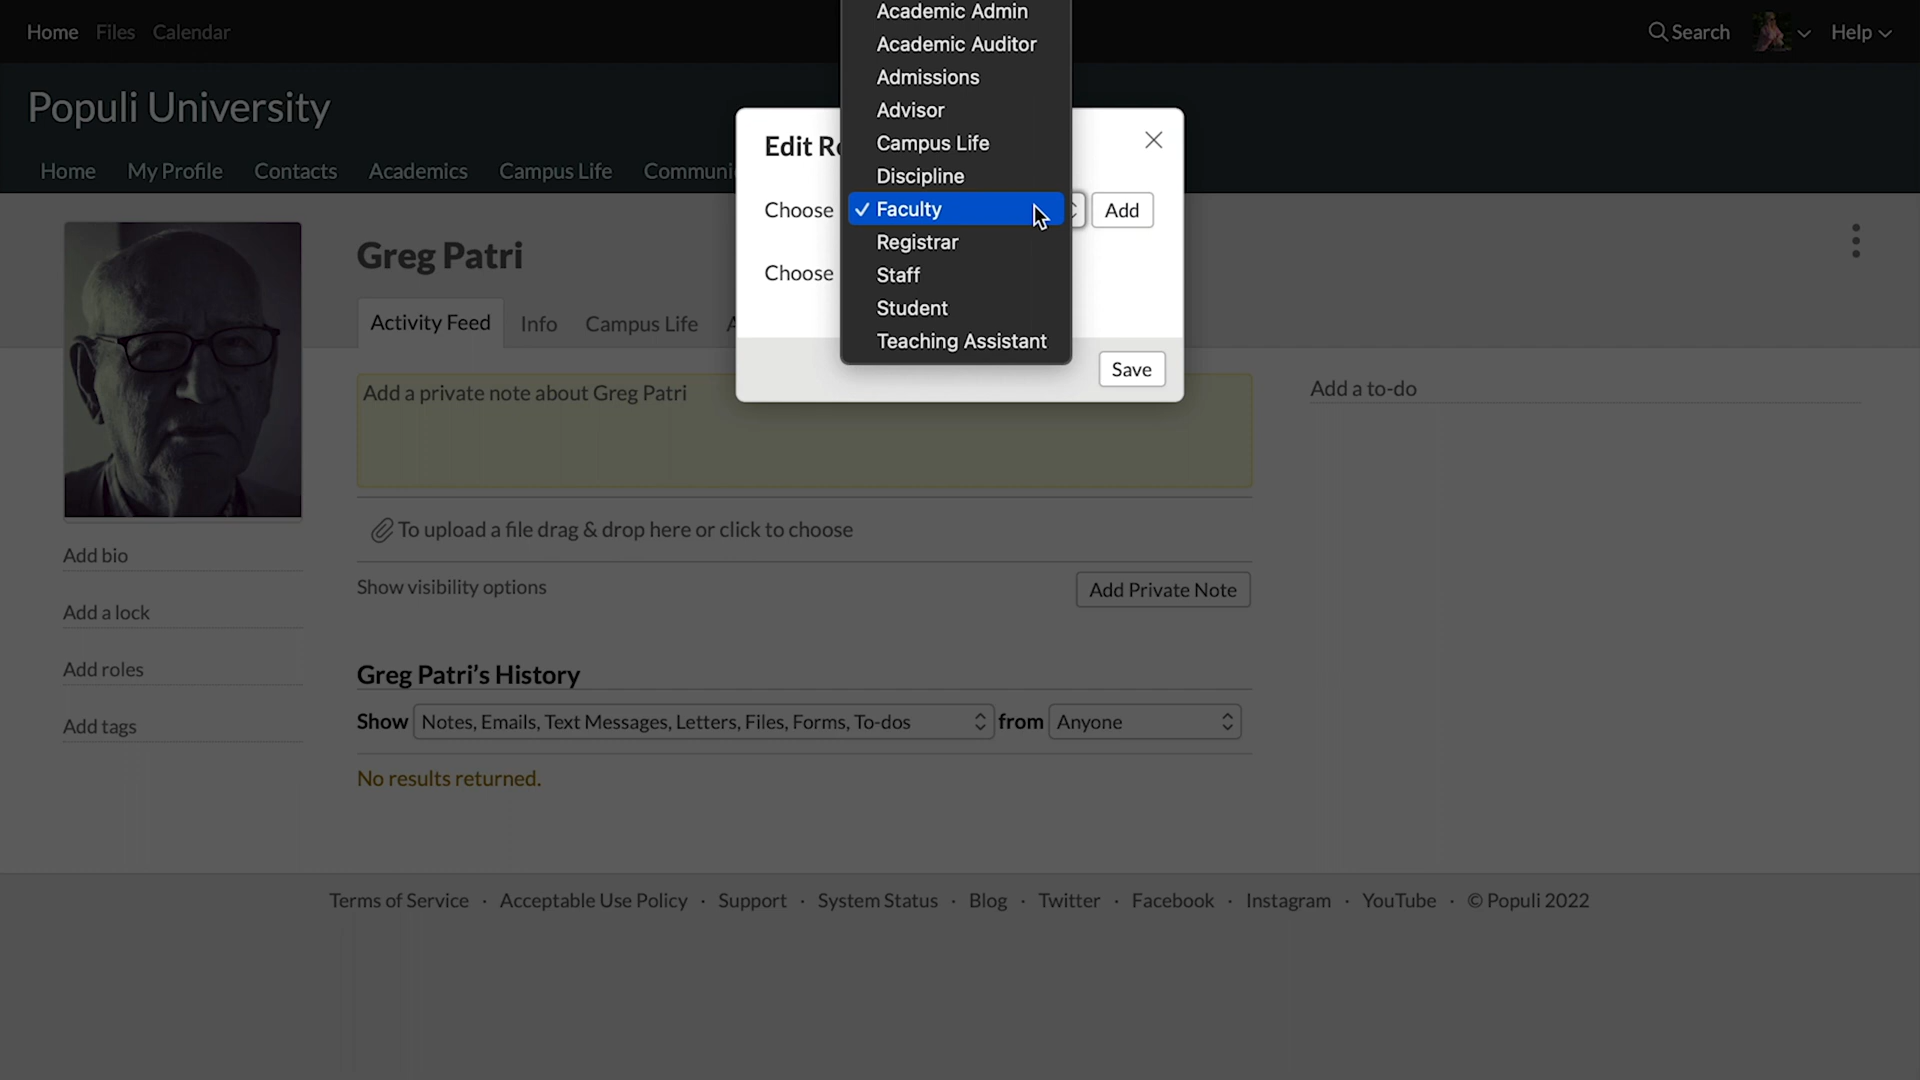 Academic Admin
Home Files Calendar
Search
Help
Academic Auditor
Admissions
Populi University
Advisor
Campus Life
Edit
Home My Profile Contacts Academics Campus Life
Discipline
Choose
Faculty
Add
Registrar
Greg Patri
Choose
Staff
Student
Activity Feed Info Campus Life
Teaching Assistant
Save
Add a private note about Greg Patri
Add a to-do
To upload a file drag & drop here or click to choose
Add bio
Show visibility options
Add Private Note
Add a lock
Add roles
Greg Patri's History
Show Notes, Emails, Text Messages, Letters, Files, Forms, To-dos from Anyone
Add tags
No results returned.
Terms of Service · Acceptable Use Policy · Support · System Status · Blog · Twitter · Facebook · Instagram · YouTube · © Populi 2022